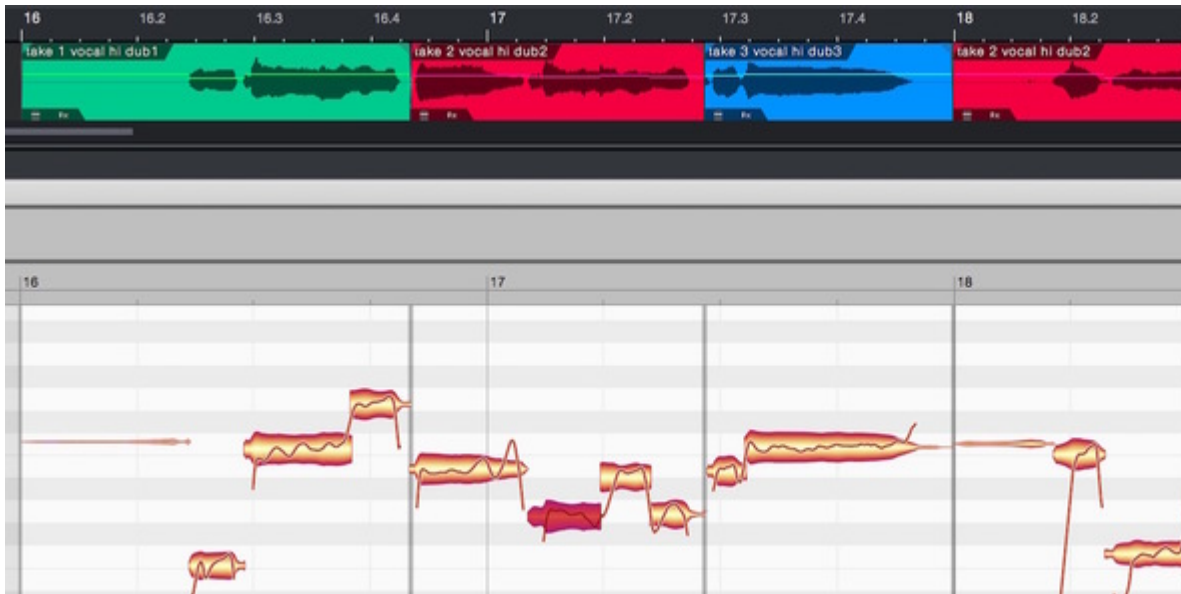 16 16.2 16.3 16.4 17 17.2 17.3 17.4 18 18.2
take 1 vocal hi dub1 take 2 vocal hi dub2 take 3 vocal hi dub3 take 2 vocal hi dub2
16 17 18